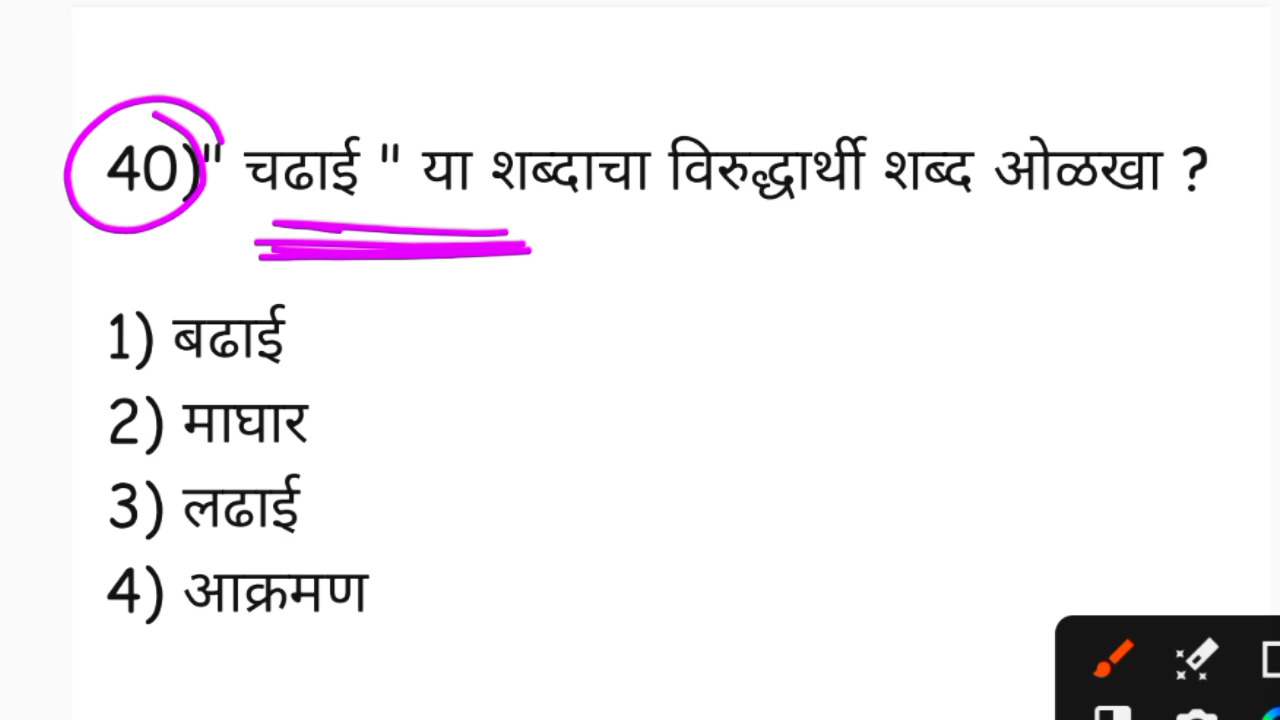 40)" चढाई " या शब्दाचा विरुद्धार्थी शब्द ओळखा ?
1) बढाई
2) माघार
3) लढाई
4) आक्रमण